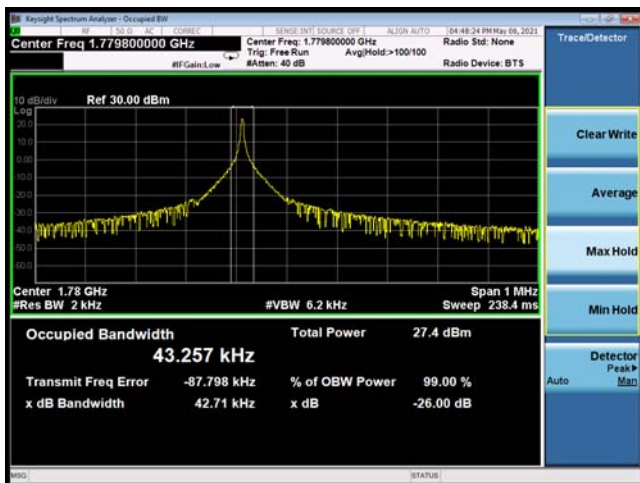 Keysight Spectrum Analyzer - Occupied BW
RF 50 Ω AC CORREC SENSE:INT SOURCE OFF ALIGN AUTO 04:48:24 PM May 06, 2021
Center Freq 1.779800000 GHz
Center Freq: 1.779800000 GHz
Radio Std: None
Trig: Free Run Avg|Hold:>100/100
#IFGain:Low #Atten: 40 dB Radio Device: BTS
Trace/Detector
10 dB/div Ref 30.00 dBm
Log
20.0
10.0
0.00
-10.0
-20.0
-30.0
-40.0
-50.0
-60.0
Center 1.78 GHz Span 1 MHz
#Res BW 2 kHz #VBW 6.2 kHz Sweep 238.4 ms
Occupied Bandwidth Total Power 27.4 dBm
43.257 kHz
Transmit Freq Error -87.798 kHz % of OBW Power 99.00 %
x dB Bandwidth 42.71 kHz x dB -26.00 dB
Clear Write
Average
Max Hold
Min Hold
Detector
Peak▶
Auto Man
MSG STATUS